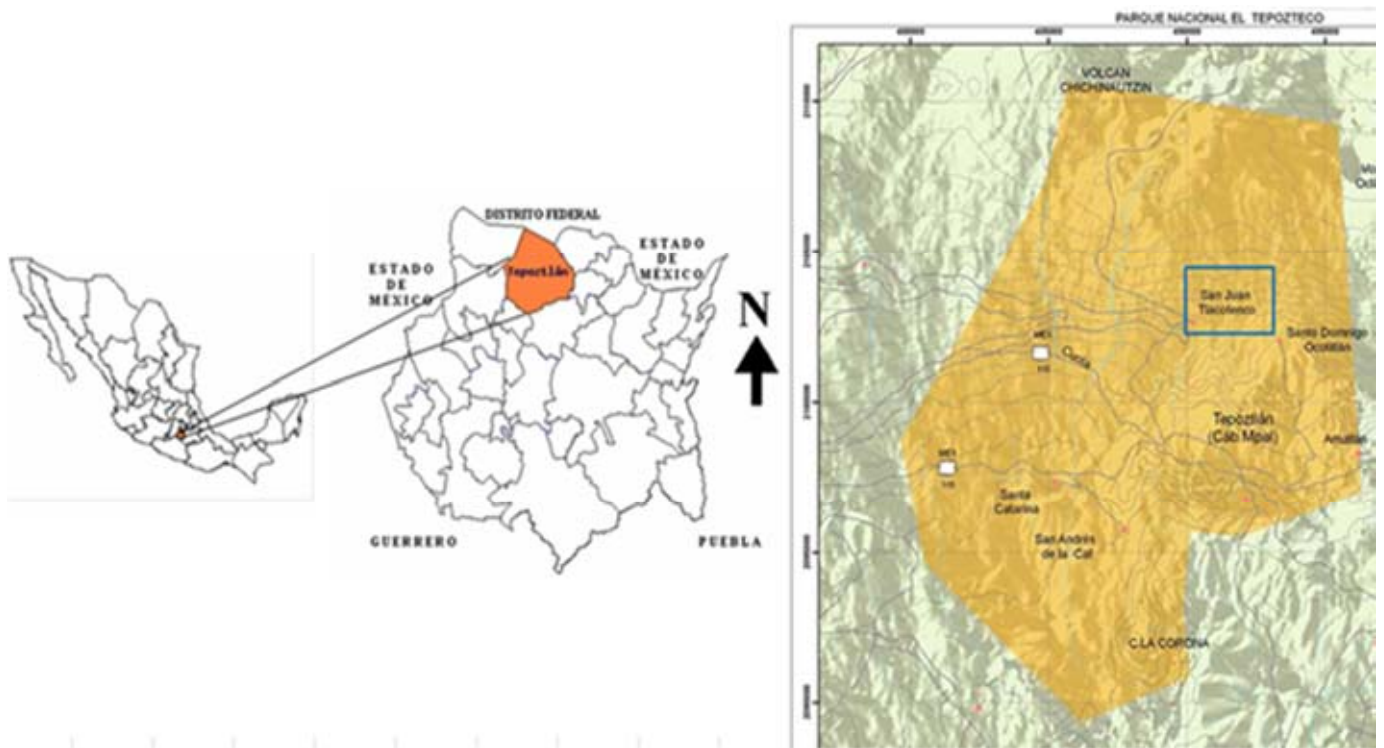 DISTRITO FEDERAL
ESTADO
DE
MÉXICO
ESTADO
DE
MÉXICO
GUERRERO
PUEBLA
N
PARQUE NACIONAL EL TEPOZTECO
VOLCAN
CHICHINAUTZIN
San Juan
Tlacotenco
Santo Domingo
Ocotitlán
Cuota
Tepoztlán
(Cab Mpal)
Amatlán
Santa
Catarina
San Andrés
de la Cal
C.LA CORONA